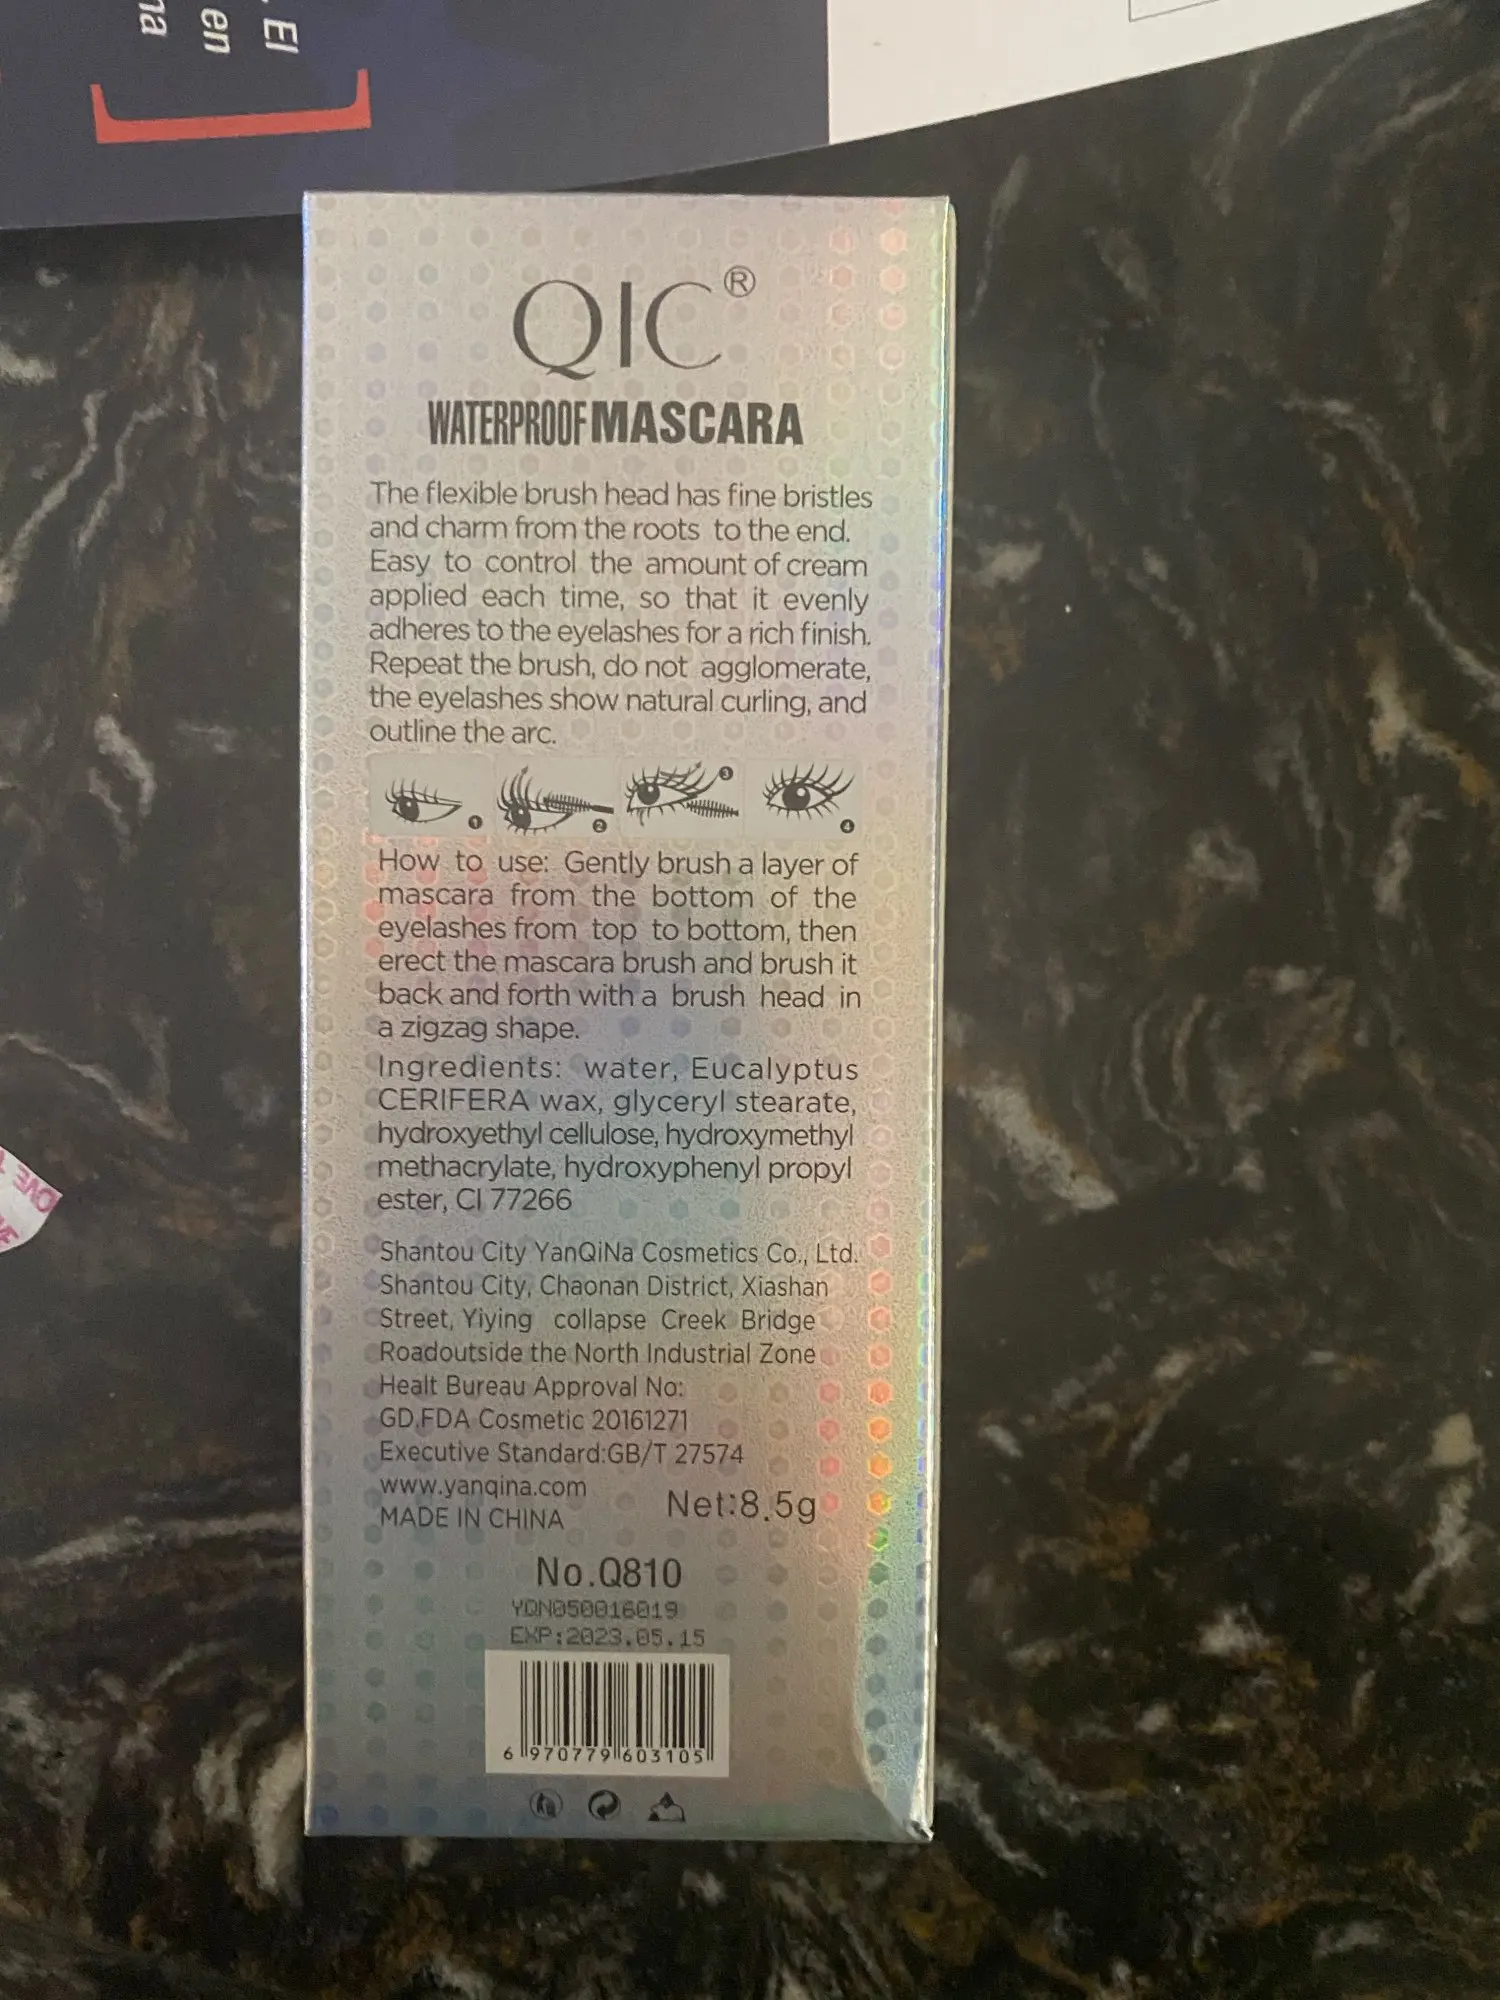 . El
en
na
QIC®
WATERPROOF MASCARA
The flexible brush head has fine bristles
and charm from the roots to the end.
Easy to control the amount of cream
applied each time, so that it evenly
adheres to the eyelashes for a rich finish.
Repeat the brush, do not agglomerate,
the eyelashes show natural curling, and
outline the arc.
1 2 3 4
How to use: Gently brush a layer of
mascara from the bottom of the
eyelashes from top to bottom, then
erect the mascara brush and brush it
back and forth with a brush head in
a zigzag shape.
Ingredients: water, Eucalyptus
CERIFERA wax, glyceryl stearate,
hydroxyethyl cellulose, hydroxymethyl
methacrylate, hydroxyphenyl propyl
ester, CI 77266
Shantou City YanQiNa Cosmetics Co., Ltd.
Shantou City, Chaonan District, Xiashan
Street, Yiying collapse Creek Bridge
Roadoutside the North Industrial Zone
Healt Bureau Approval No:
GD.FDA Cosmetic 20161271
Executive Standard:GB/T 27574
www.yanqina.com
MADE IN CHINA
Net:8.5g
No.Q810
YQN050016019
EXP:2023.05.15
6 970779 603105